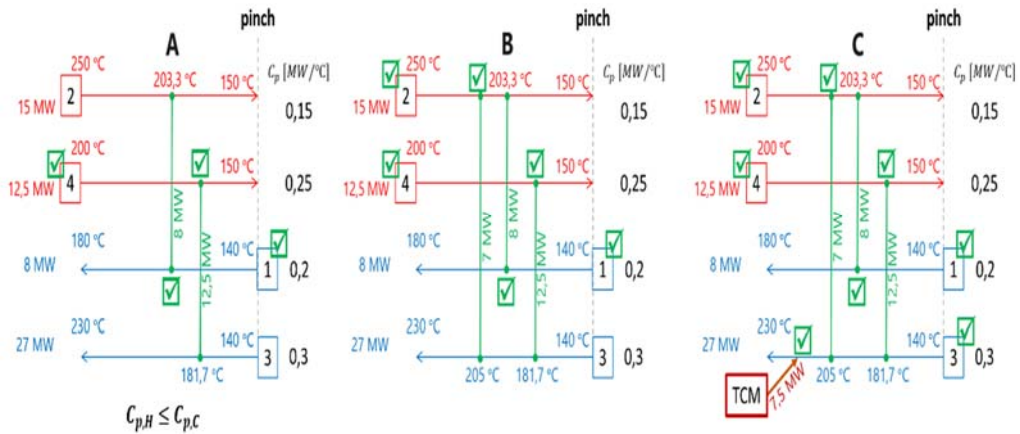 pinch
A
C_p [MW/°C]
250 °C
203,3 °C
150 °C
15 MW
2
0,15
200 °C
150 °C
12,5 MW
4
0,25
8 MW
12,5 MW
180 °C
140 °C
8 MW
1
0,2
230 °C
140 °C
27 MW
3
0,3
181,7 °C
C_{p,H} ≤ C_{p,C}
pinch
B
C_p [MW/°C]
250 °C
203,3 °C
150 °C
15 MW
2
0,15
200 °C
150 °C
12,5 MW
4
0,25
7 MW
8 MW
12,5 MW
180 °C
140 °C
8 MW
1
0,2
230 °C
140 °C
27 MW
3
0,3
205 °C
181,7 °C
pinch
C
C_p [MW/°C]
250 °C
203,3 °C
150 °C
15 MW
2
0,15
200 °C
150 °C
12,5 MW
4
0,25
7 MW
8 MW
12,5 MW
180 °C
140 °C
8 MW
1
0,2
230 °C
140 °C
27 MW
3
0,3
TCM
7,5 MW
205 °C
181,7 °C